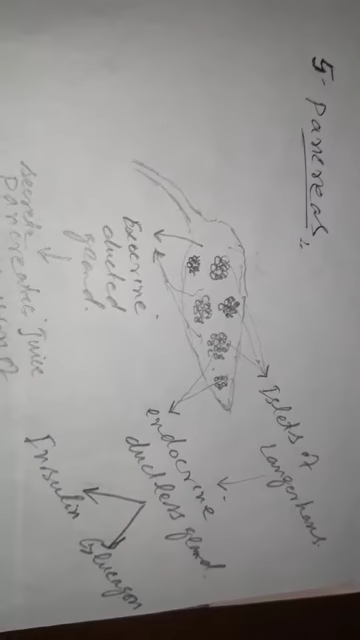 5- Pancreas:
Islets of
Langerhans.
endocrine
ductless gland.
Insulin
Glucagon
Exocrine
ducted
gland.
secrete
Pancreatic Juice